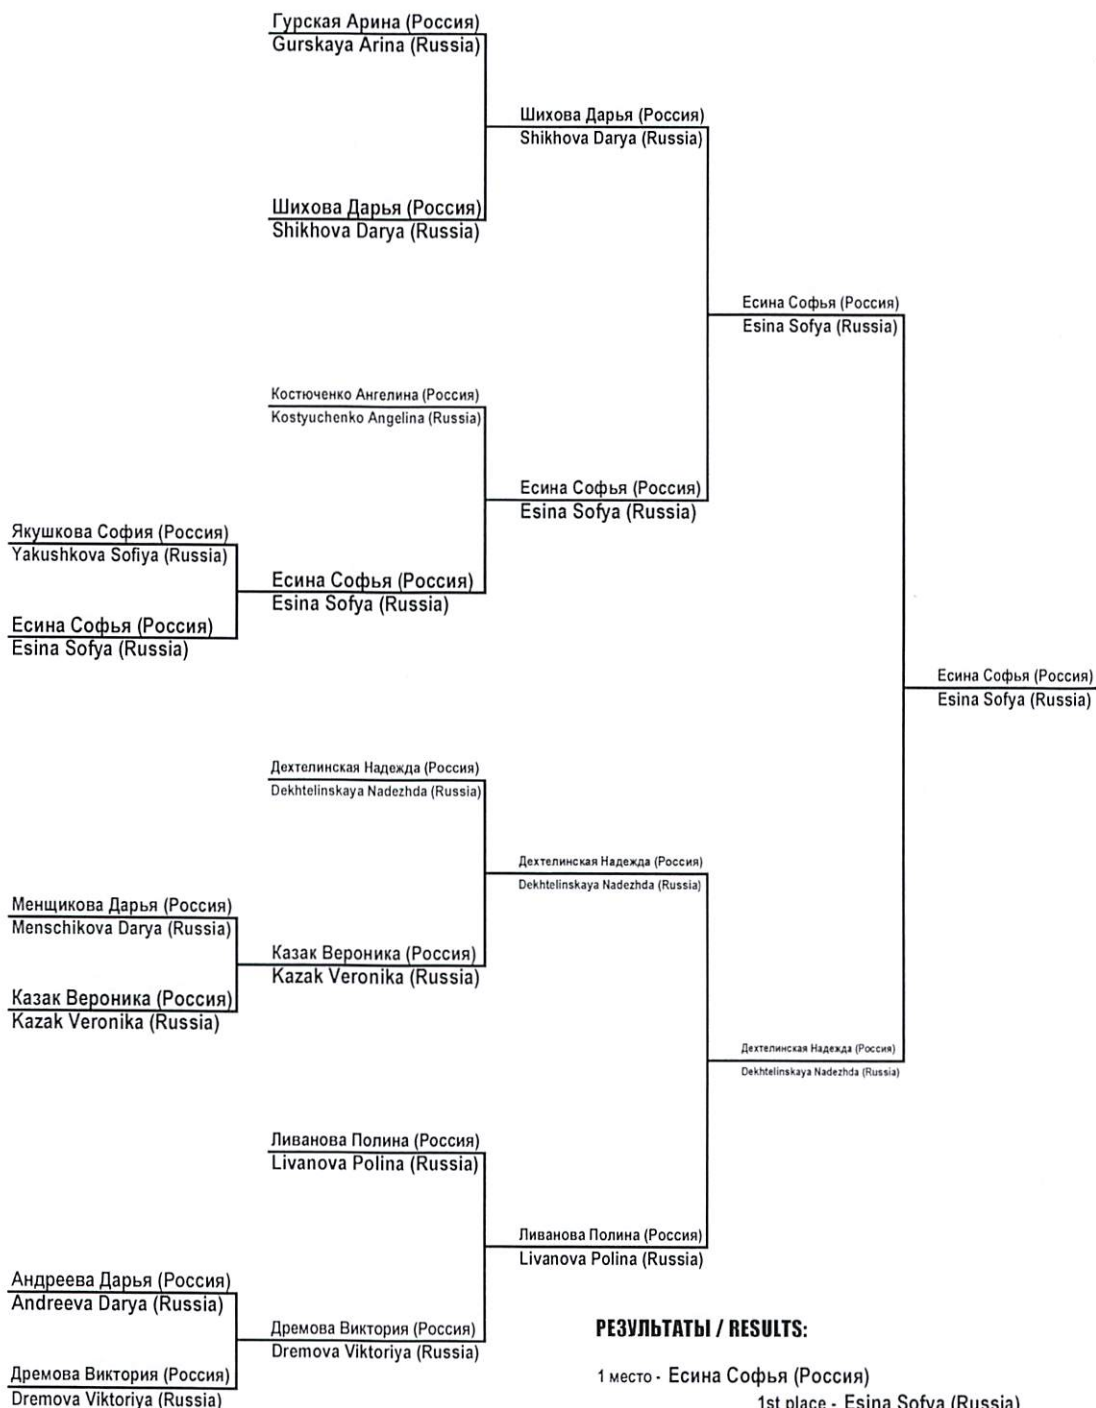 Гурская Арина (Россия)
Gurskaya Arina (Russia)
Шихова Дарья (Россия)
Shikhova Darya (Russia)
Шихова Дарья (Россия)
Shikhova Darya (Russia)
Есина Софья (Россия)
Esina Sofya (Russia)
Костюченко Ангелина (Россия)
Kostyuchenko Angelina (Russia)
Есина Софья (Россия)
Esina Sofya (Russia)
Якушкова София (Россия)
Yakushkova Sofiya (Russia)
Есина Софья (Россия)
Esina Sofya (Russia)
Есина Софья (Россия)
Esina Sofya (Russia)
Есина Софья (Россия)
Esina Sofya (Russia)
Дехтелинская Надежда (Россия)
Dekhtelinskaya Nadezhda (Russia)
Дехтелинская Надежда (Россия)
Dekhtelinskaya Nadezhda (Russia)
Менщикова Дарья (Россия)
Menschikova Darya (Russia)
Казак Вероника (Россия)
Kazak Veronika (Russia)
Казак Вероника (Россия)
Kazak Veronika (Russia)
Дехтелинская Надежда (Россия)
Dekhtelinskaya Nadezhda (Russia)
Ливанова Полина (Россия)
Livanova Polina (Russia)
Ливанова Полина (Россия)
Livanova Polina (Russia)
Андреева Дарья (Россия)
Andreeva Darya (Russia)
Дремова Виктория (Россия)
Dremova Viktoriya (Russia)
Дремова Виктория (Россия)
Dremova Viktoriya (Russia)
РЕЗУЛЬТАТЫ / RESULTS:
1 место - Есина Софья (Россия)
1st place - Esina Sofya (Russia)